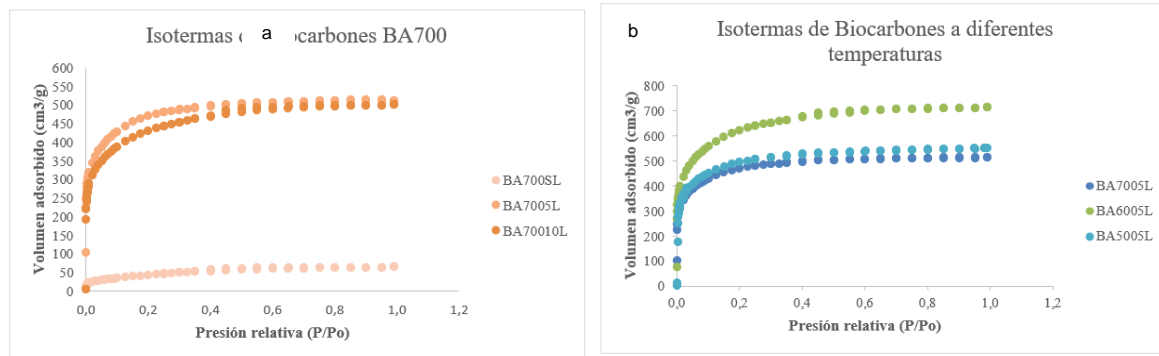 a
Isotermas d ocarbones BA700
600
550
500
450
400
350
300
250
200
150
100
50
0
Volumen adsorbido (cm3/g)
0,0 0,2 0,4 0,6 0,8 1,0 1,2
Presión relativa (P/Po)
BA700SL
BA7005L
BA70010L
b
Isotermas de Biocarbones a diferentes
temperaturas
800
700
600
500
400
300
200
100
0
Volumen adsorbido (cm3/g)
0,0 0,2 0,4 0,6 0,8 1,0 1,2
Presión relativa (P/Po)
BA7005L
BA6005L
BA5005L